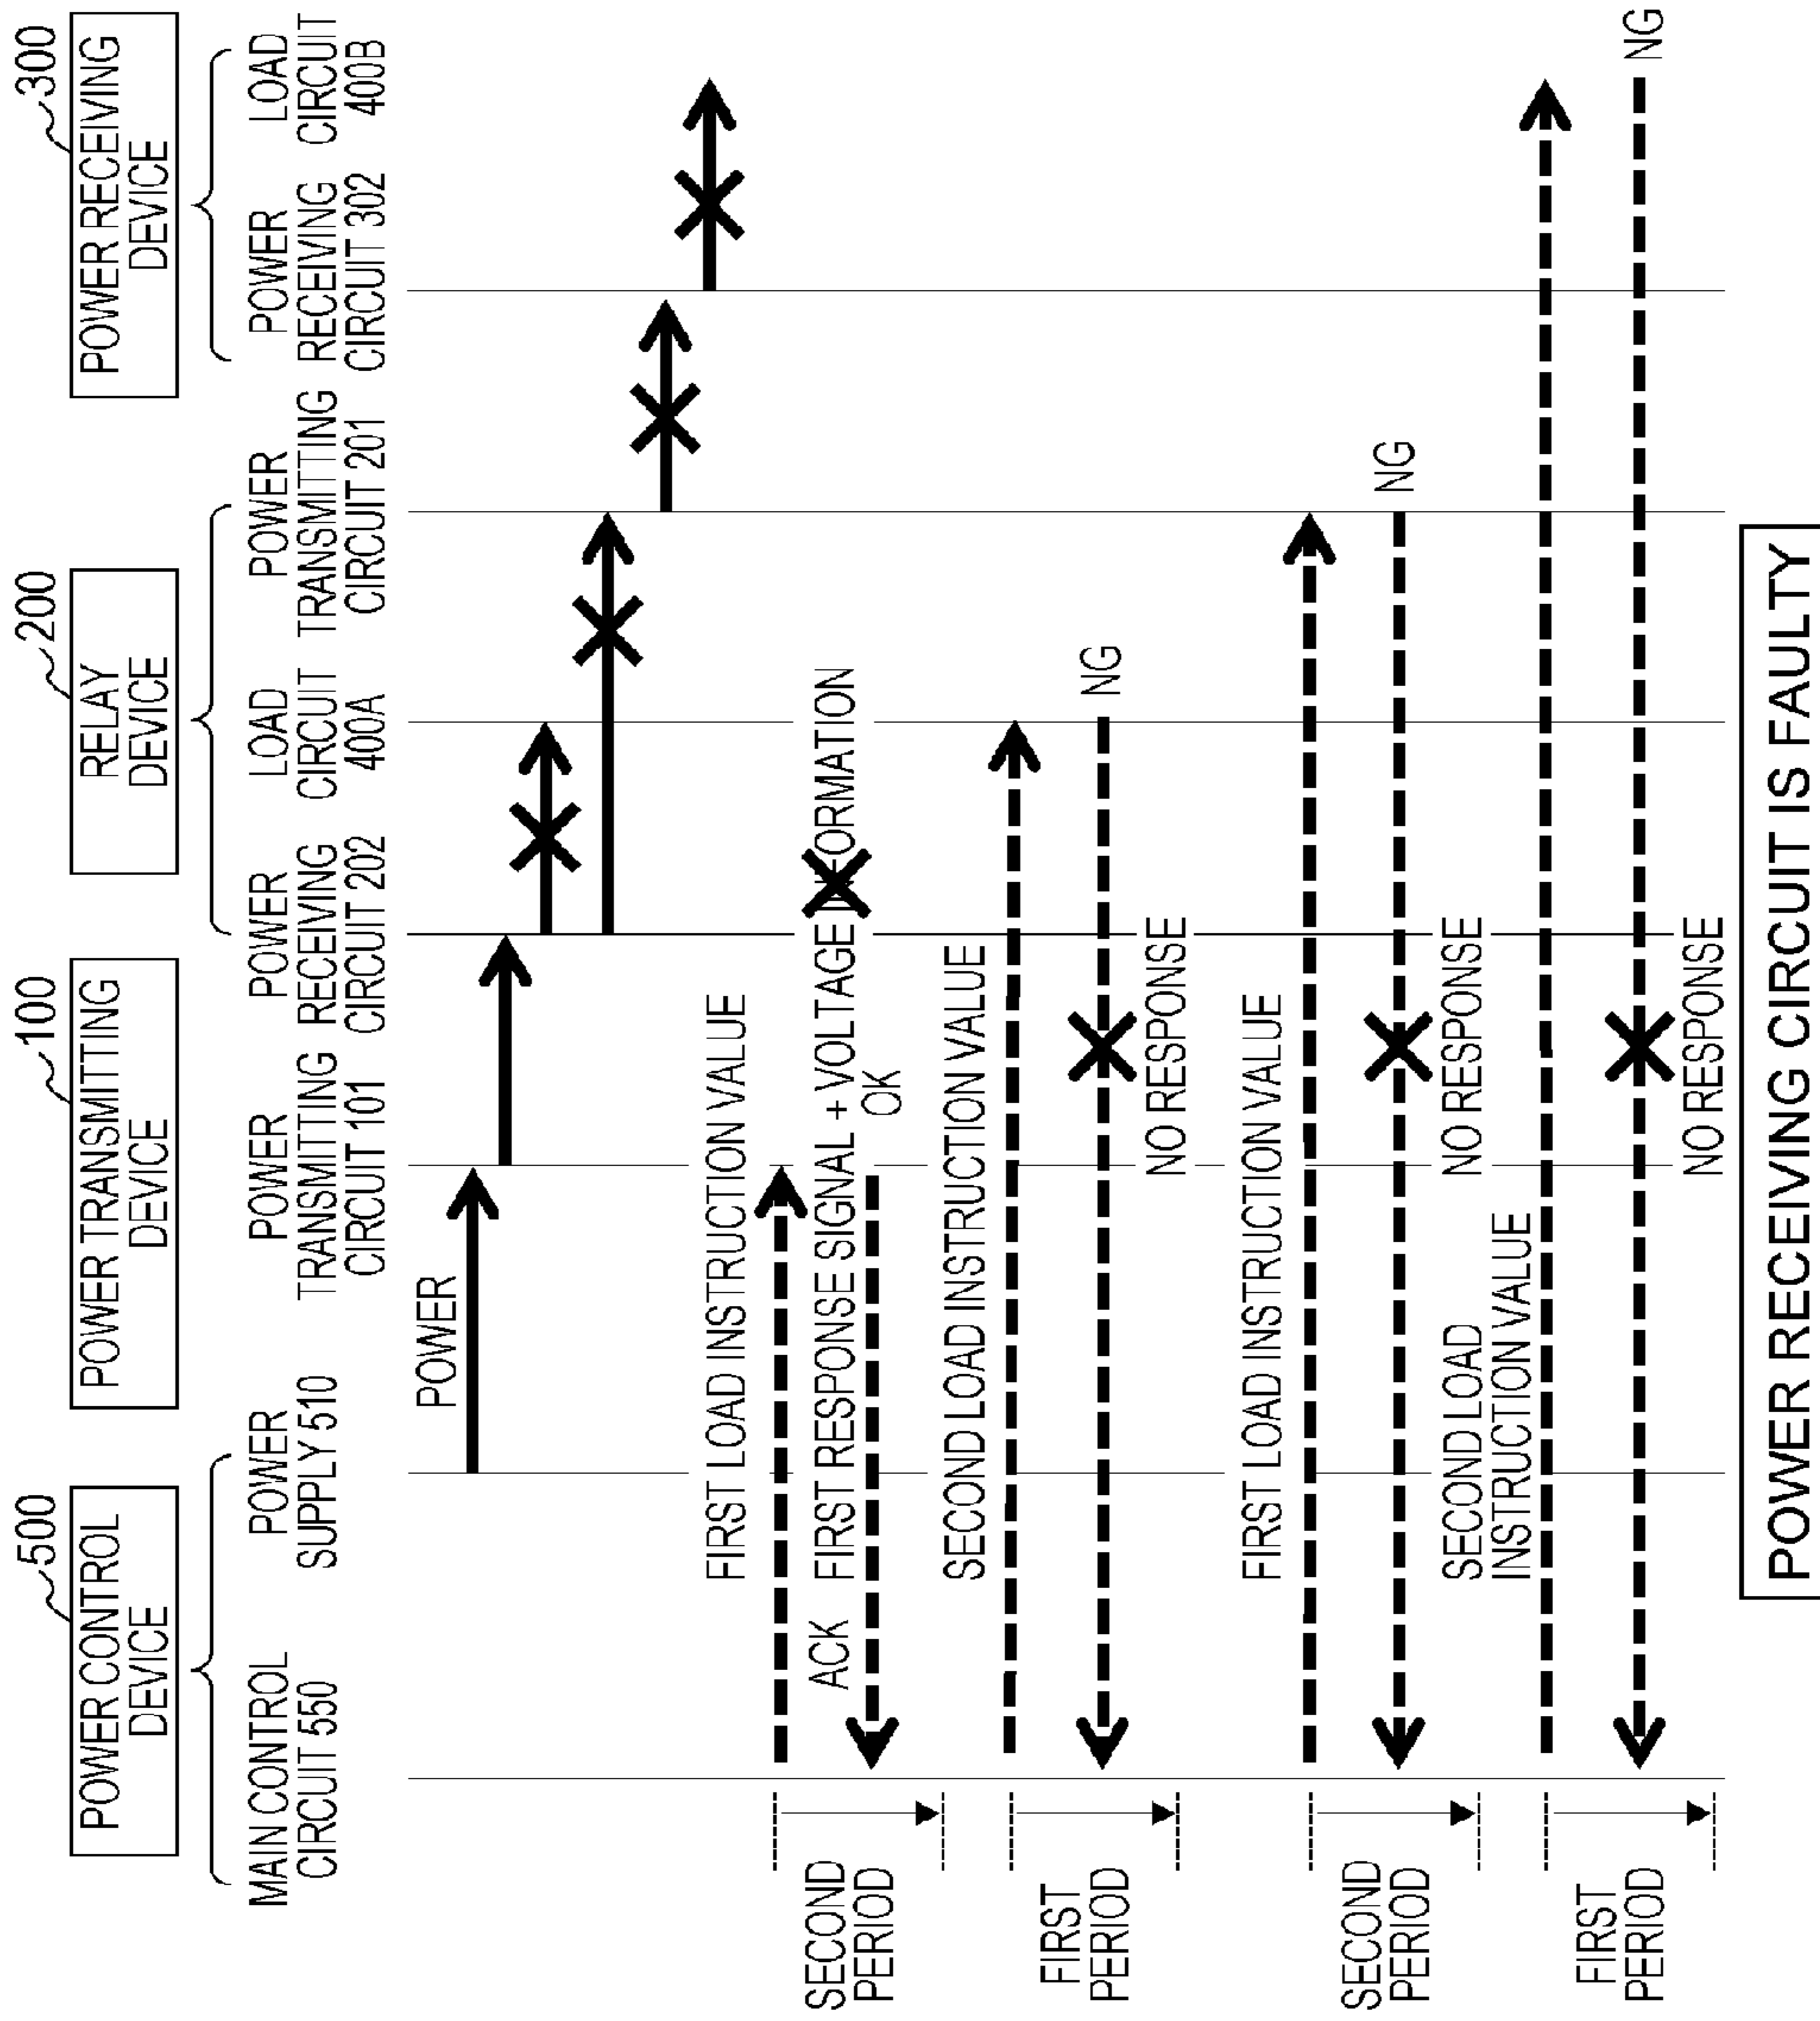 500
POWER CONTROL
DEVICE
100
POWER TRANSMITTING
DEVICE
200
RELAY
DEVICE
300
POWER RECEIVING
DEVICE
MAIN CONTROL
CIRCUIT 550
POWER
SUPPLY 510
POWER
TRANSMITTING
CIRCUIT 101
POWER
RECEIVING
CIRCUIT 202
LOAD
CIRCUIT
400A
POWER
TRANSMITTING
CIRCUIT 201
POWER
RECEIVING
CIRCUIT 302
LOAD
CIRCUIT
400B
POWER
FIRST LOAD INSTRUCTION VALUE
SECOND
PERIOD
ACK FIRST RESPONSE SIGNAL + VOLTAGE INFORMATION
OK
SECOND LOAD INSTRUCTION VALUE
FIRST
PERIOD
NG
NO RESPONSE
FIRST LOAD INSTRUCTION VALUE
SECOND
PERIOD
NG
NO RESPONSE
SECOND LOAD
INSTRUCTION VALUE
FIRST
PERIOD
NG
NO RESPONSE
POWER RECEIVING CIRCUIT IS FAULTY